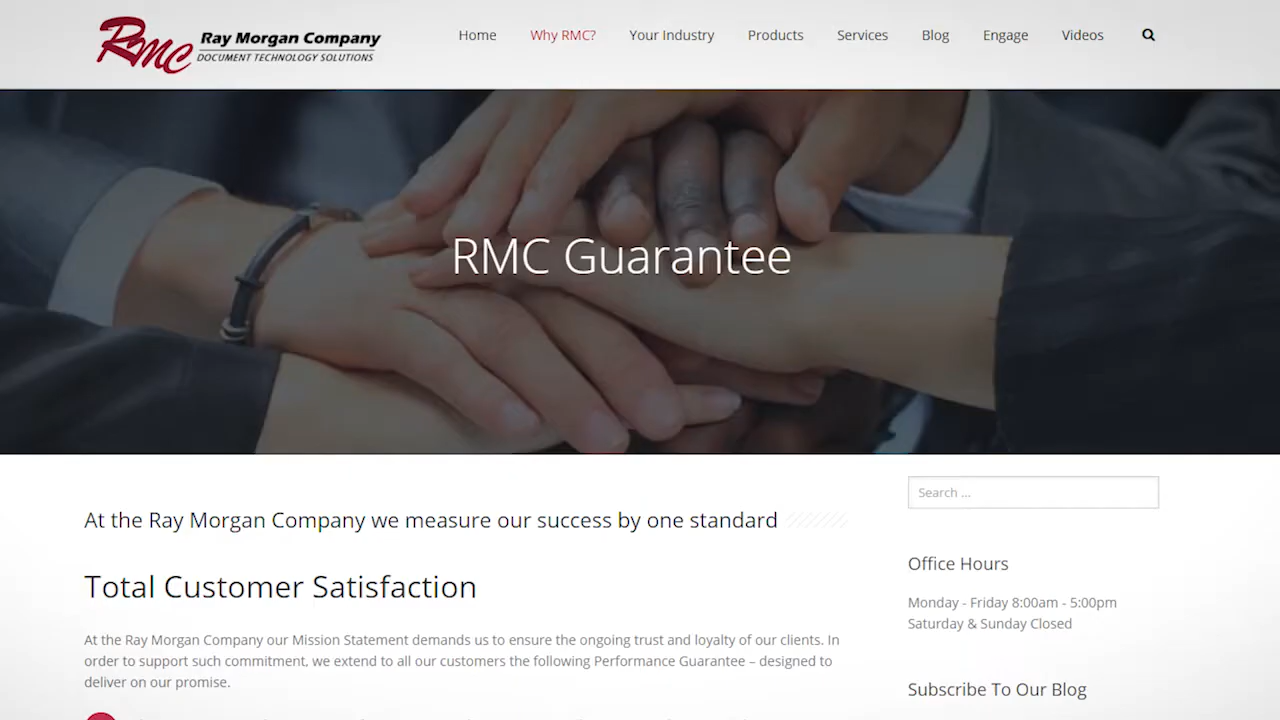 RMC Ray Morgan Company
DOCUMENT TECHNOLOGY SOLUTIONS
Home Why RMC? Your Industry Products Services Blog Engage Videos
RMC Guarantee
At the Ray Morgan Company we measure our success by one standard
Total Customer Satisfaction
At the Ray Morgan Company our Mission Statement demands us to ensure the ongoing trust and loyalty of our clients. In
order to support such commitment, we extend to all our customers the following Performance Guarantee – designed to
deliver on our promise.
Search ...
Office Hours
Monday - Friday 8:00am - 5:00pm
Saturday & Sunday Closed
Subscribe To Our Blog